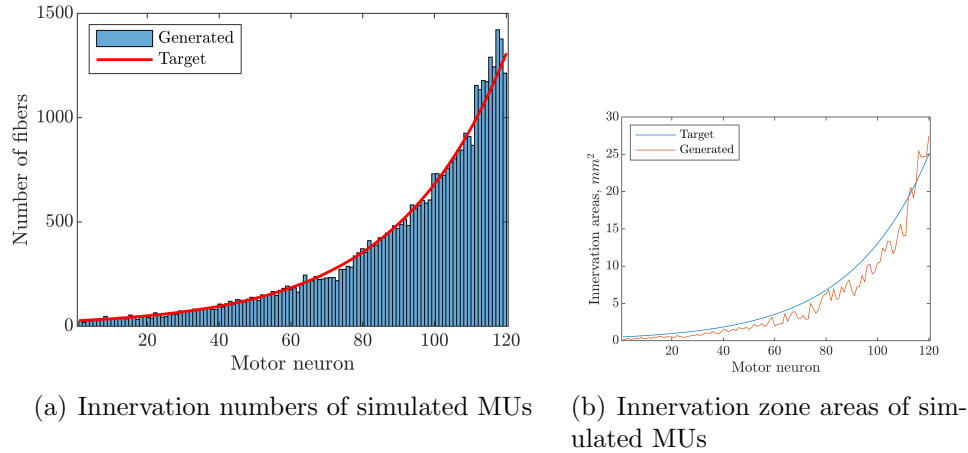 1500
1000
500
0
Number of fibers
Generated
Target
20
40
60
80
100
120
Motor neuron
(a) Innervation numbers of simulated MUs
30
25
20
15
10
5
0
Innervation areas, mm²
Target
Generated
20
40
60
80
100
120
Motor neuron
(b) Innervation zone areas of sim-
ulated MUs